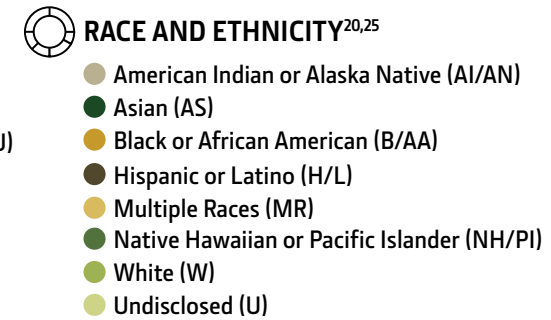 RACE AND ETHNICITY20,25
American Indian or Alaska Native (AI/AN)
Asian (AS)
Black or African American (B/AA)
Hispanic or Latino (H/L)
Multiple Races (MR)
Native Hawaiian or Pacific Islander (NH/PI)
White (W)
Undisclosed (U)